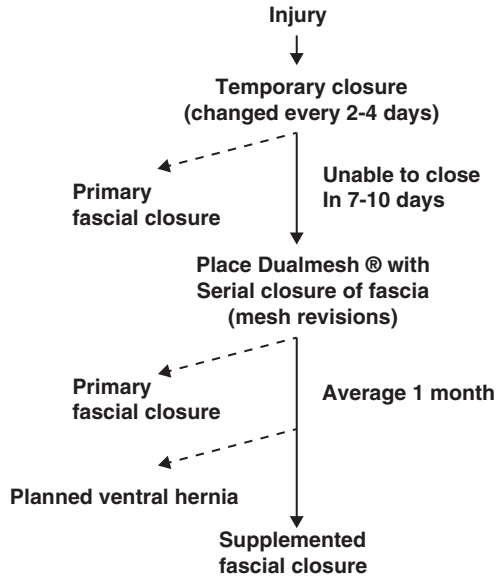 Injury
Temporary closure
(changed every 2-4 days)
Unable to close
In 7-10 days
Primary
fascial closure
Place Dualmesh ® with
Serial closure of fascia
(mesh revisions)
Primary
fascial closure
Average 1 month
Planned ventral hernia
Supplemented
fascial closure